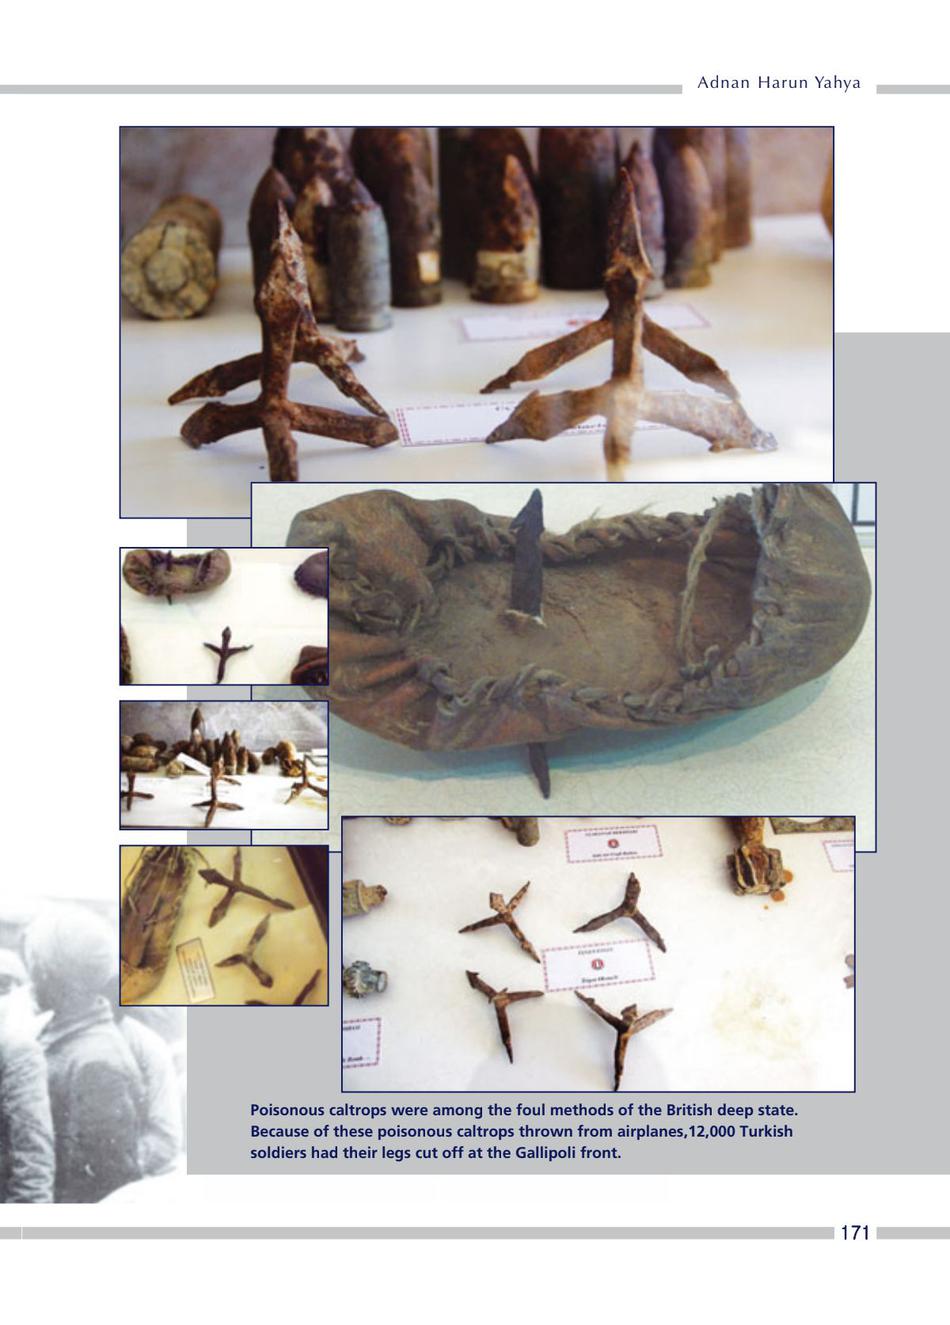 Adnan Harun Yahya
Poisonous caltrops were among the foul methods of the British deep state.
Because of these poisonous caltrops thrown from airplanes,12,000 Turkish
soldiers had their legs cut off at the Gallipoli front.
171